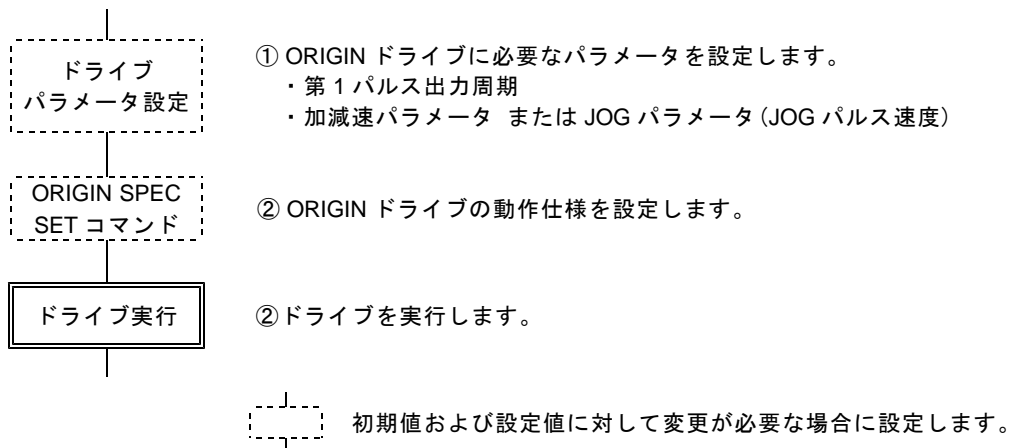 ドライブ
パラメータ設定
① ORIGIN ドライブに必要なパラメータを設定します。
・第 1 パルス出力周期
・加減速パラメータ または JOG パラメータ(JOG パルス速度)
ORIGIN SPEC
SET コマンド
② ORIGIN ドライブの動作仕様を設定します。
ドライブ実行
②ドライブを実行します。
初期値および設定値に対して変更が必要な場合に設定します。